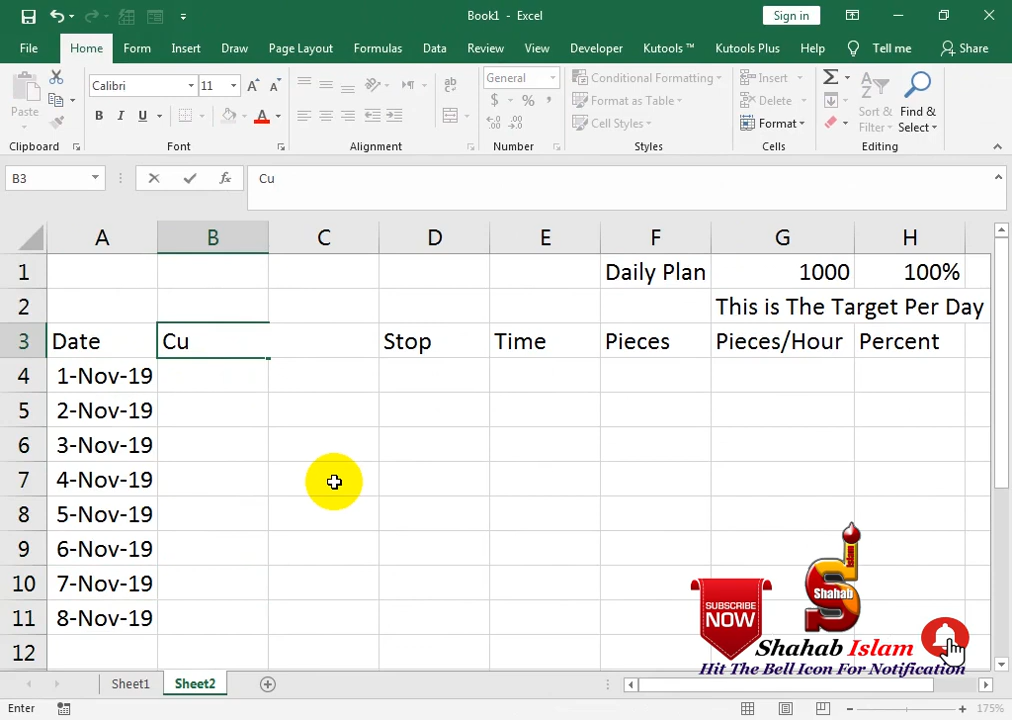 Book1 - Excel
Sign in
File Home Form Insert Draw Page Layout Formulas Data Review View Developer Kutools ™ Kutools Plus Help Tell me Share
Paste
Calibri 11
B I U A
General
$ % ,
Conditional Formatting
Format as Table
Cell Styles
Insert
Delete
Format
Sort & Filter
Find & Select
Clipboard Font Alignment Number Styles Cells Editing
B3 fx Cu
A B C D E F G H
1 Daily Plan 1000 100%
2 This is The Target Per Day
3 Date Cu Stop Time Pieces Pieces/Hour Percent
4 1-Nov-19
5 2-Nov-19
6 3-Nov-19
7 4-Nov-19
8 5-Nov-19
9 6-Nov-19
10 7-Nov-19
11 8-Nov-19
12
SUBSCRIBE
NOW
Shahab
Islam
Shahab Islam
Hit The Bell Icon For Notification
Sheet1 Sheet2
Enter 175%